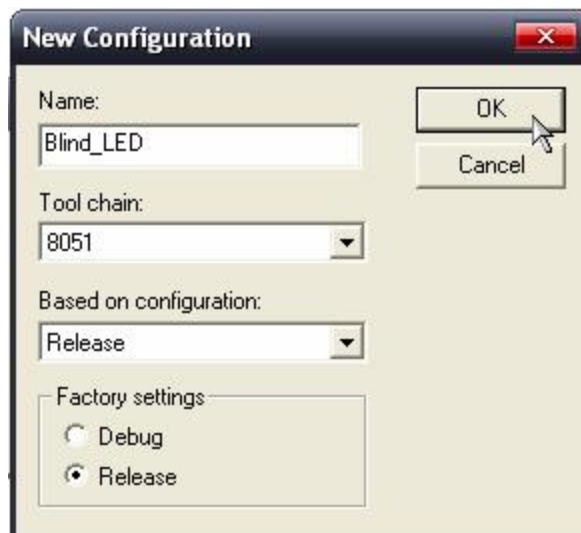 New Configuration
Name:
Blind_LED
OK
Cancel
Tool chain:
8051
Based on configuration:
Release
Factory settings
Debug
Release